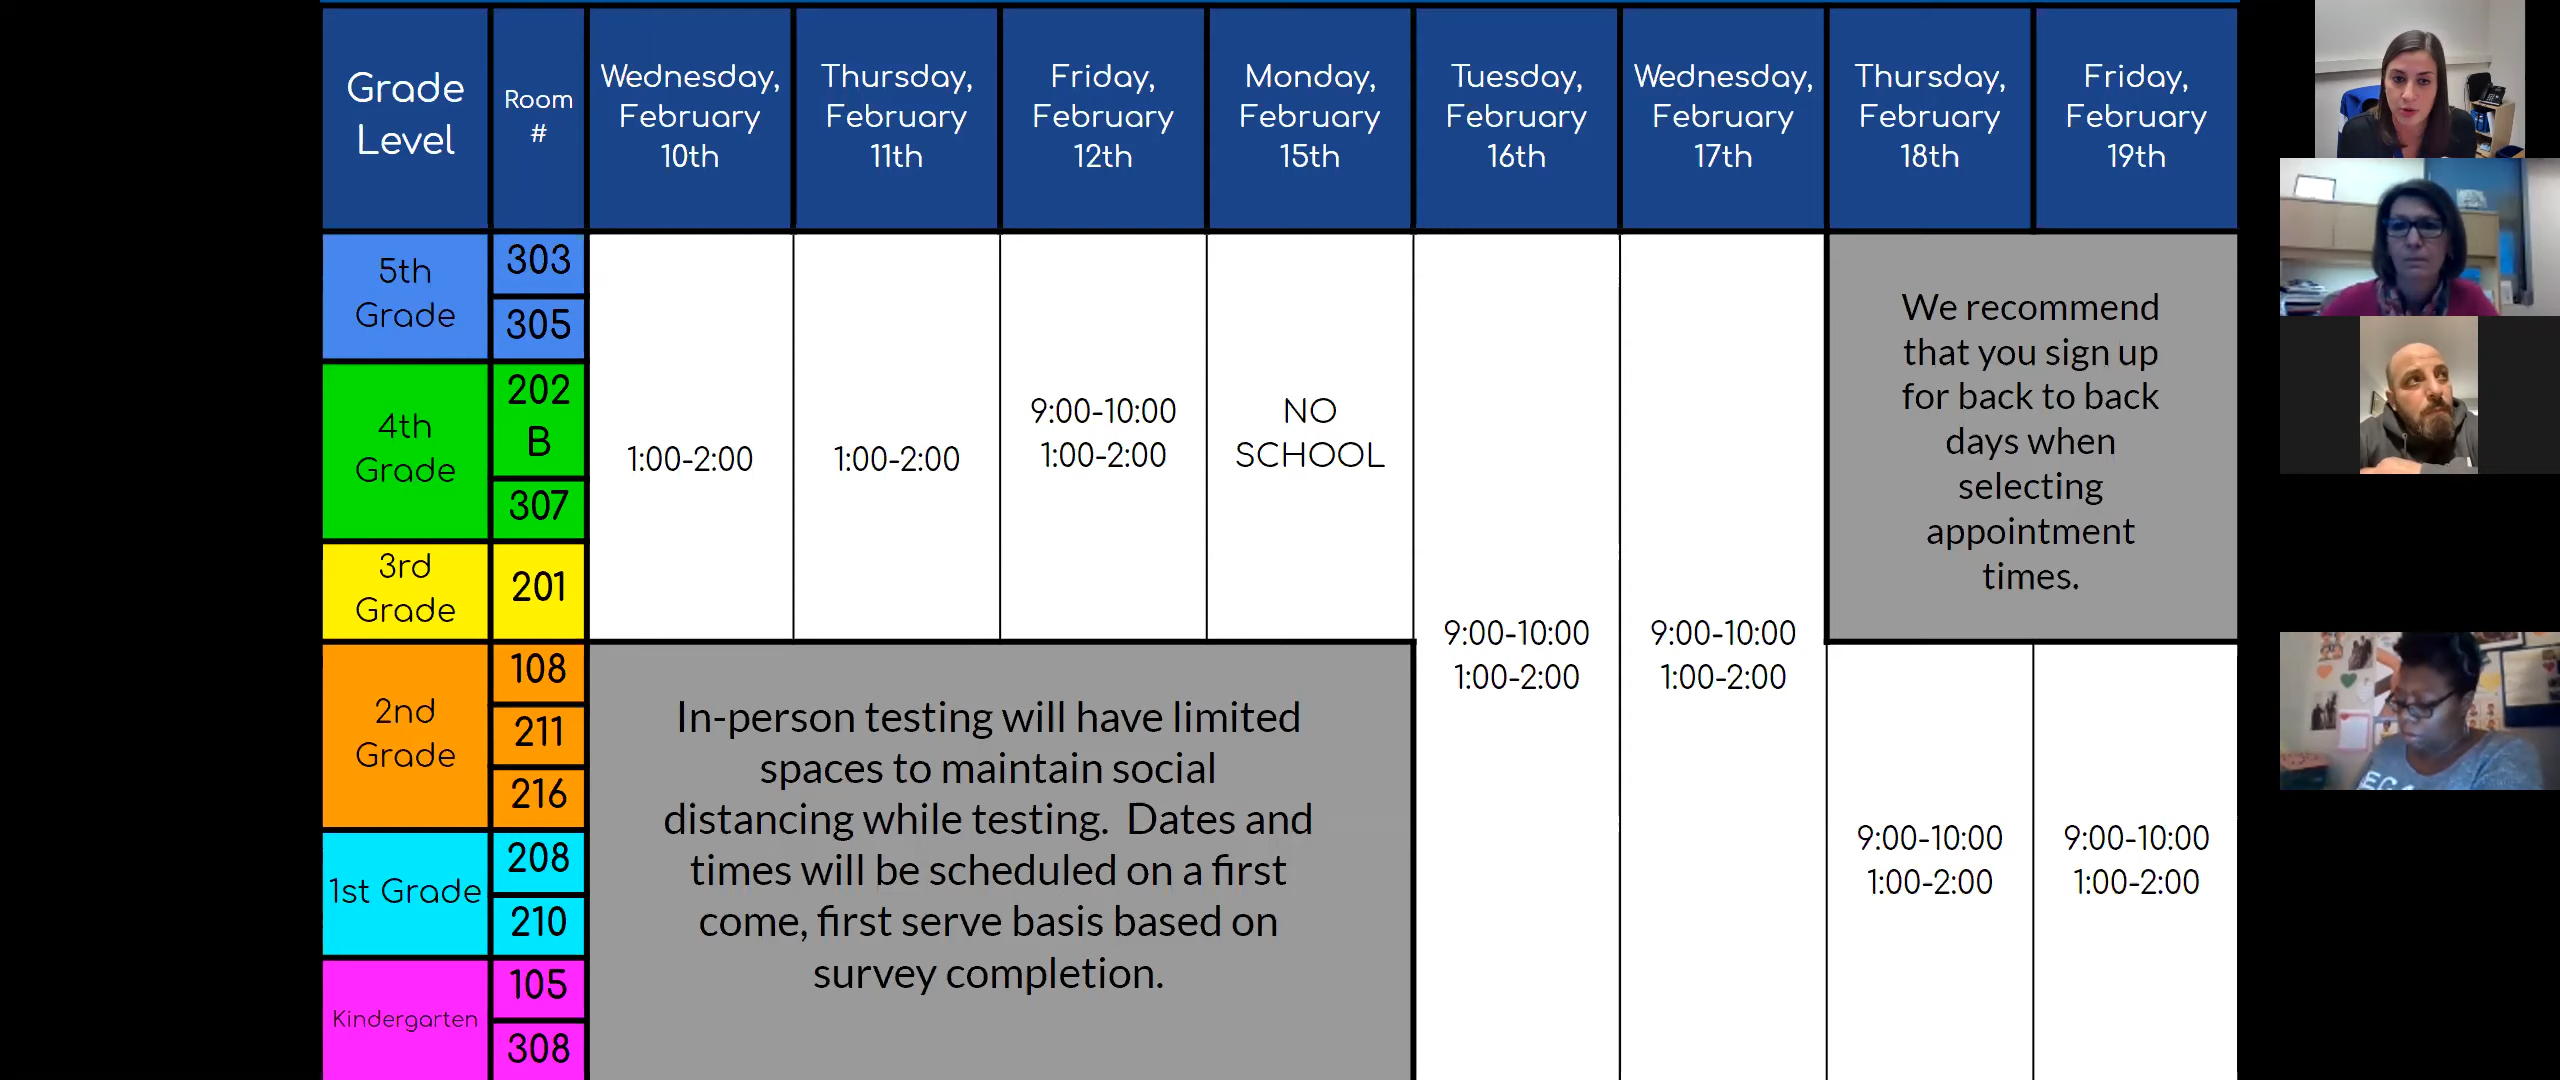 Grade
Level
Room
#
Wednesday,
February
10th
Thursday,
February
11th
Friday,
February
12th
Monday,
February
15th
Tuesday,
February
16th
Wednesday,
February
17th
Thursday,
February
18th
Friday,
February
19th
5th
Grade
303
305
4th
Grade
202
B
307
3rd
Grade
201
2nd
Grade
108
211
216
1st Grade
208
210
Kindergarten
105
308
1:00-2:00
1:00-2:00
9:00-10:00
1:00-2:00
NO
SCHOOL
9:00-10:00
1:00-2:00
9:00-10:00
1:00-2:00
We recommend
that you sign up
for back to back
days when
selecting
appointment
times.
In-person testing will have limited
spaces to maintain social
distancing while testing.  Dates and
times will be scheduled on a first
come, first serve basis based on
survey completion.
9:00-10:00
1:00-2:00
9:00-10:00
1:00-2:00